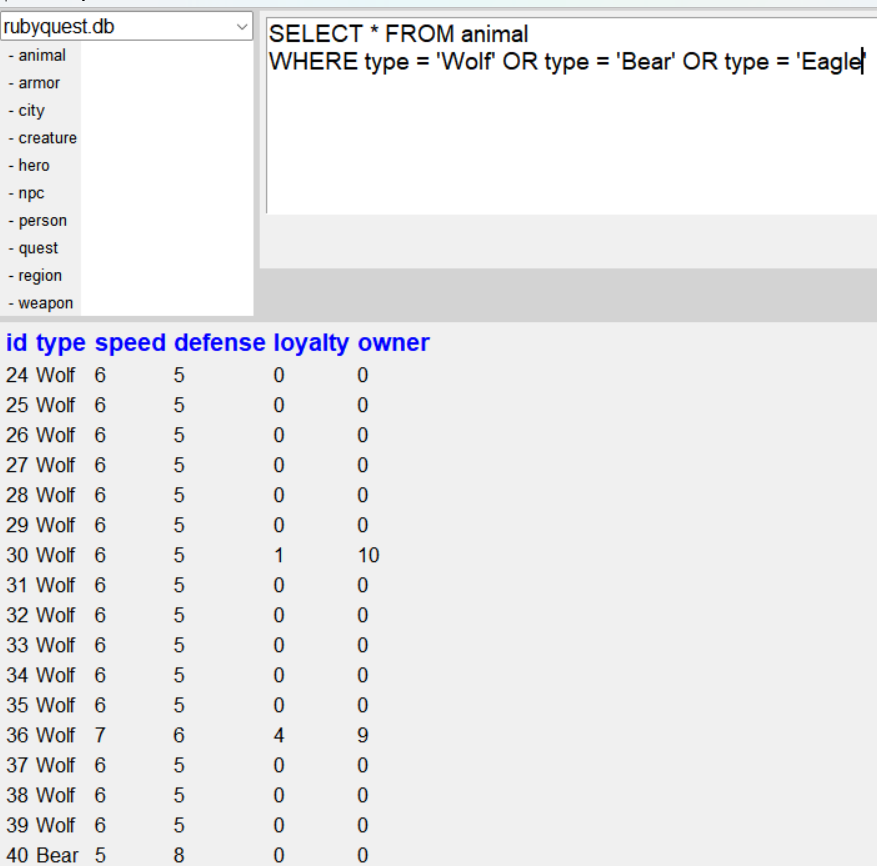 rubyquest.db
- animal
- armor
- city
- creature
- hero
- npc
- person
- quest
- region
- weapon
SELECT * FROM animal
WHERE type = 'Wolf' OR type = 'Bear' OR type = 'Eagle'
id type speed defense loyalty owner
24 Wolf 6 5 0 0
25 Wolf 6 5 0 0
26 Wolf 6 5 0 0
27 Wolf 6 5 0 0
28 Wolf 6 5 0 0
29 Wolf 6 5 0 0
30 Wolf 6 5 1 10
31 Wolf 6 5 0 0
32 Wolf 6 5 0 0
33 Wolf 6 5 0 0
34 Wolf 6 5 0 0
35 Wolf 6 5 0 0
36 Wolf 7 6 4 9
37 Wolf 6 5 0 0
38 Wolf 6 5 0 0
39 Wolf 6 5 0 0
40 Bear 5 8 0 0